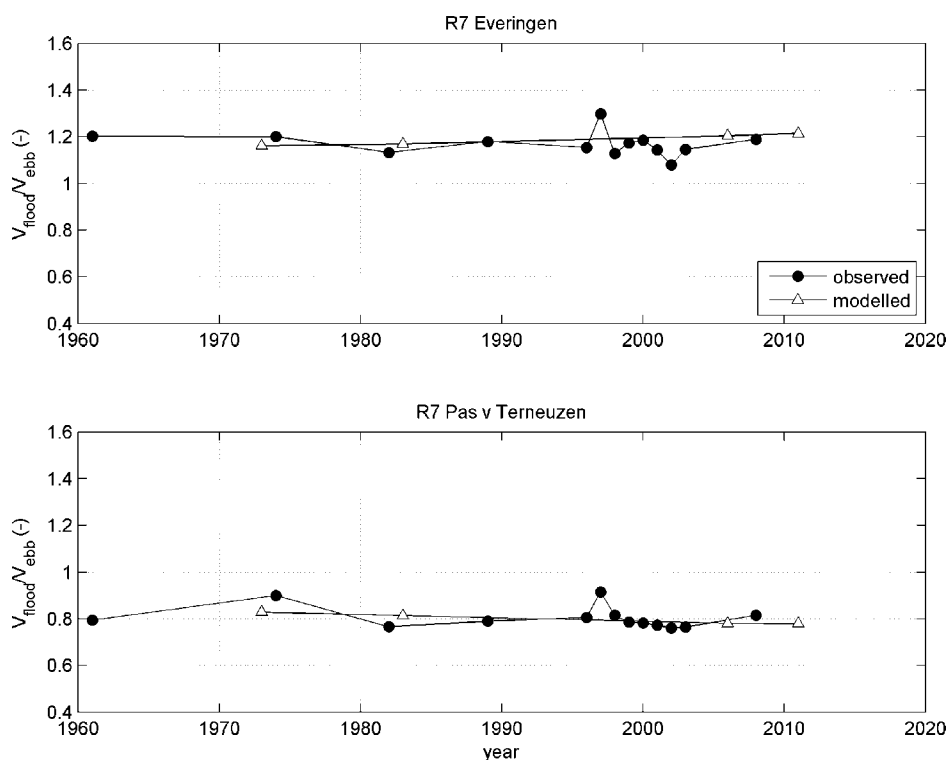 R7 Everingen
1.6
1.4
1.2
1
0.8
0.6
0.4
V_flood/V_ebb (-)
1960 1970 1980 1990 2000 2010 2020
observed
modelled
R7 Pas v Terneuzen
1.6
1.4
1.2
1
0.8
0.6
0.4
V_flood/V_ebb (-)
1960 1970 1980 1990 2000 2010 2020
year